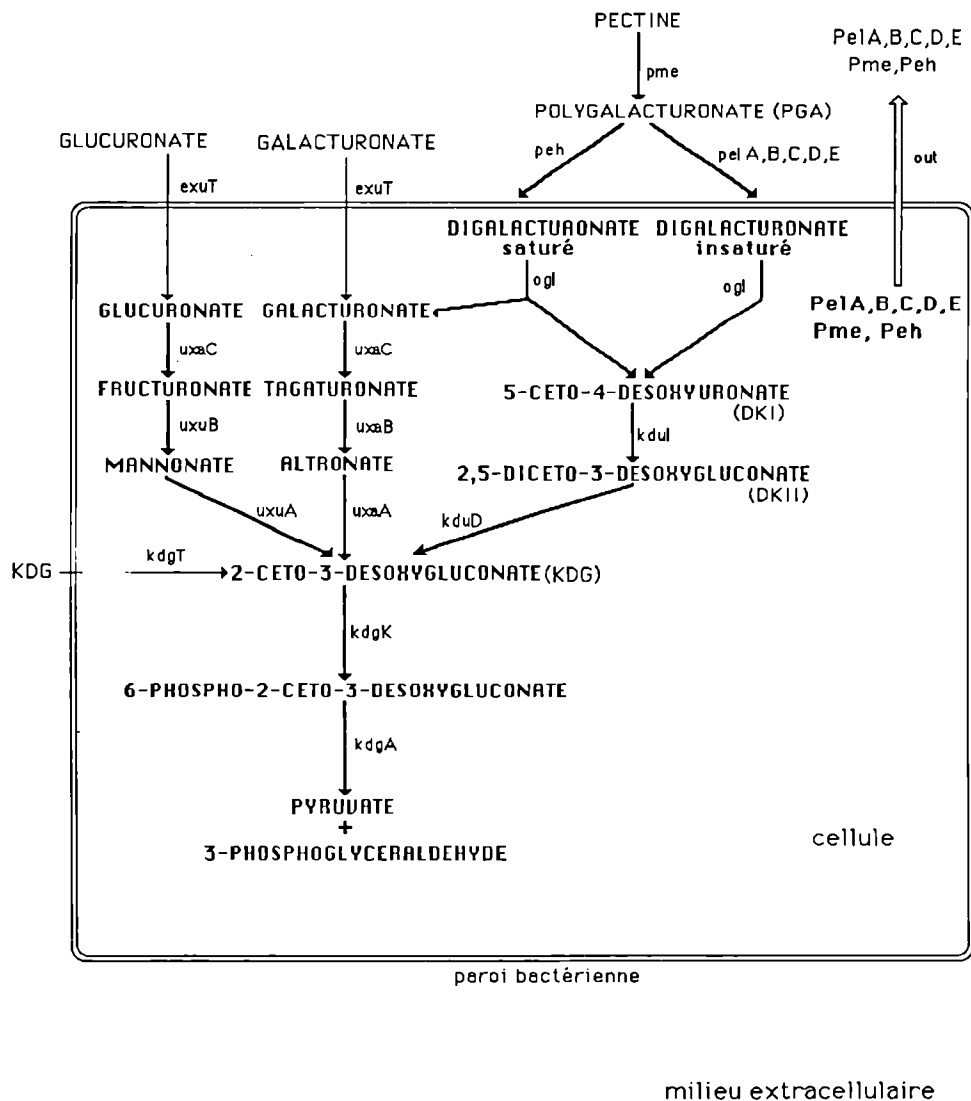 PECTINE
pme
POLYGALACTURONATE (PGA)
PelA,B,C,D,E
Pme,Peh
out
GLUCURONATE
GALACTURONATE
peh
pel A,B,C,D,E
exuT
exuT
DIGALACTUAONATE
saturé
DIGALACTURONATE
insaturé
ogl
ogl
GLUCURONATE
GALACTURONATE
PelA,B,C,D,E
Pme, Peh
uxaC
uxaC
FRUCTURONATE
TAGATURONATE
5-CETO-4-DESOXYURONATE
(DKI)
uxuB
uxaB
kduI
MANNONATE
ALTRONATE
2,5-DICETO-3-DESOXYGLUCONATE
(DKII)
uxuA
uxaA
kduD
KDG
kdgT
2-CETO-3-DESOXYGLUCONATE(KDG)
kdgK
6-PHOSPHO-2-CETO-3-DESOXYGLUCONATE
kdgA
PYRUVATE
+
3-PHOSPHOGLYCERALDEHYDE
cellule
paroi bactérienne
milieu extracellulaire